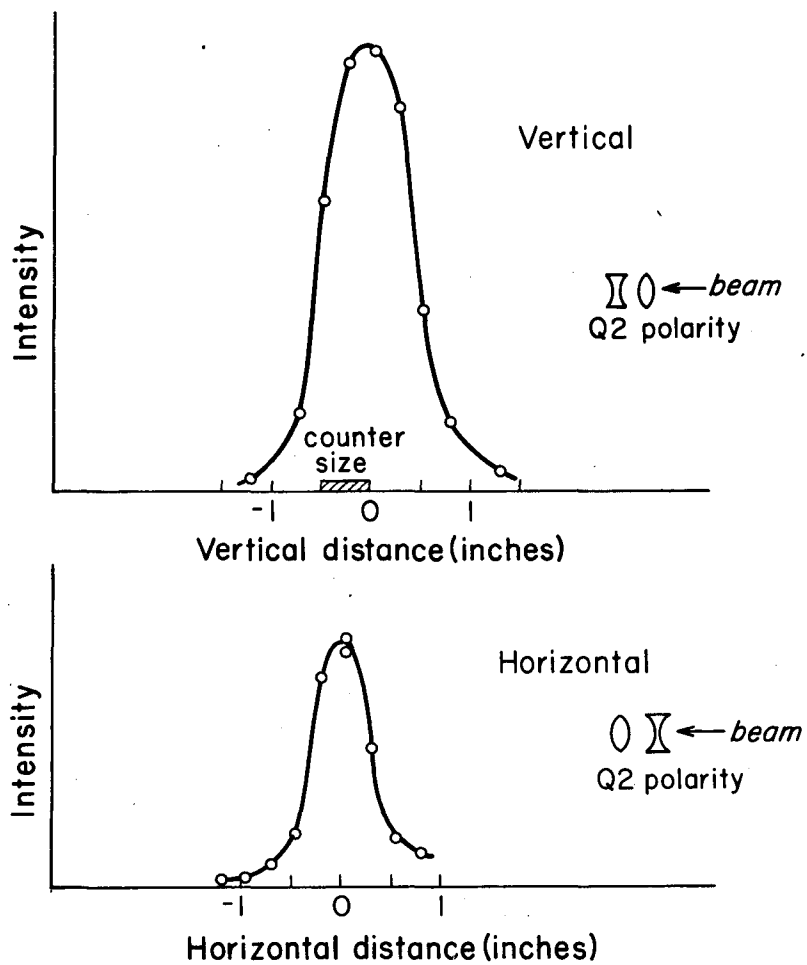 Vertical
Intensity
beam
Q2 polarity
counter
size
-1 0 1
Vertical distance (inches)
Horizontal
Intensity
beam
Q2 polarity
-1 0 1
Horizontal distance (inches)